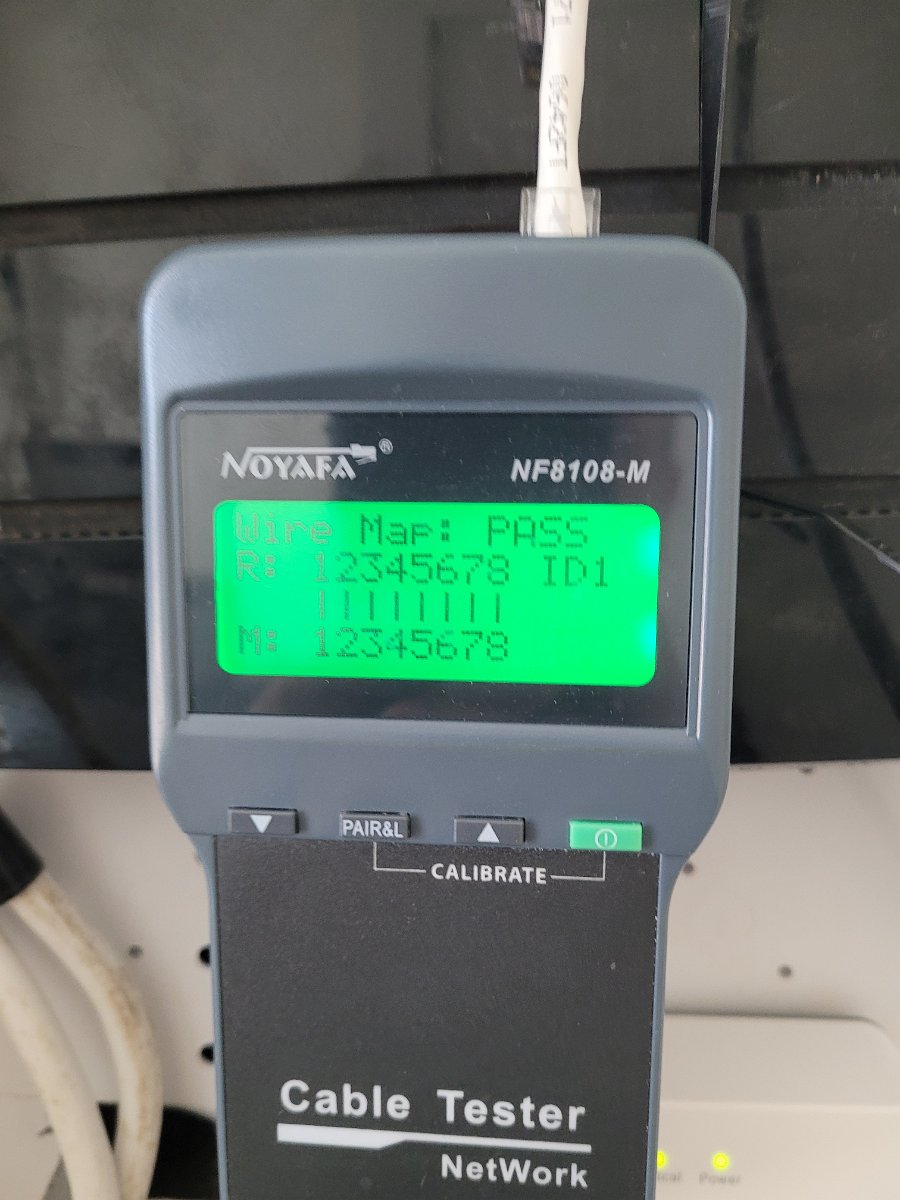 NOYAFA®
NF8108-M
Wire Map: PASS
R: 12345678 ID1
||||||||
M: 12345678
▼
PAIR&L
▲
CALIBRATE
Cable Tester
NetWork
Power